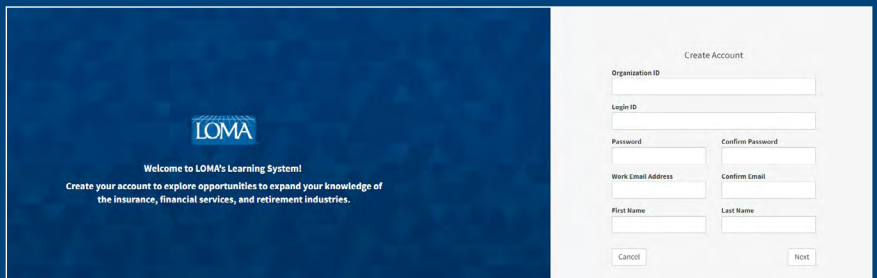 LOMA
Welcome to LOMA's Learning System!
Create your account to explore opportunities to expand your knowledge of
the insurance, financial services, and retirement industries.
Create Account
Organization ID
Login ID
Password Confirm Password
Work Email Address Confirm Email
First Name Last Name
Cancel Next